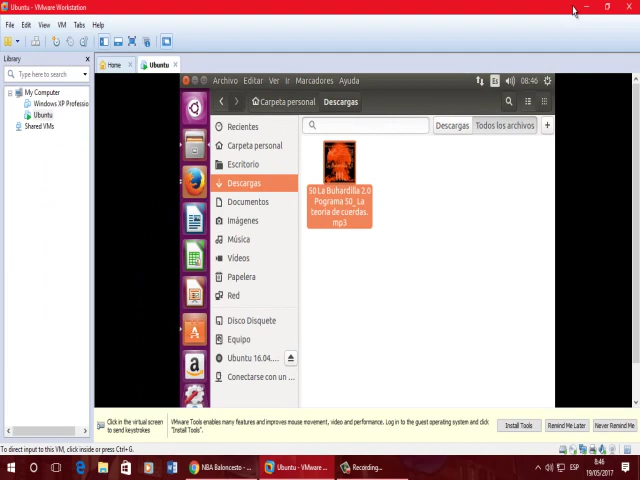 Ubuntu - VMware Workstation
File Edit View VM Tabs Help
Library
Type here to search
My Computer
Windows XP Professio
Ubuntu
Shared VMs
Home
Ubuntu
Archivo Editar Ver Ir Marcadores Ayuda
Es
08:46
Carpeta personal
Descargas
Recientes
Carpeta personal
Escritorio
Descargas
Documentos
Imágenes
Música
Vídeos
Papelera
Red
Disco Disquete
Equipo
Ubuntu 16.04....
Conectarse con un ...
Descargas
Todos los archivos
50 La Buhardilla 2.0
Pograma 50_ La
teoria de cuerdas.
mp3
Click in the virtual screen
to send keystrokes
VMware Tools enables many features and improves mouse movement, video and performance. Log in to the guest operating system and click
"Install Tools".
Install Tools
Remind Me Later
Never Remind Me
To direct input to this VM, click inside or press Ctrl+G.
NBA Baloncesto - ...
Ubuntu - VMware ...
Recording...
ESP
8:46
19/05/2017